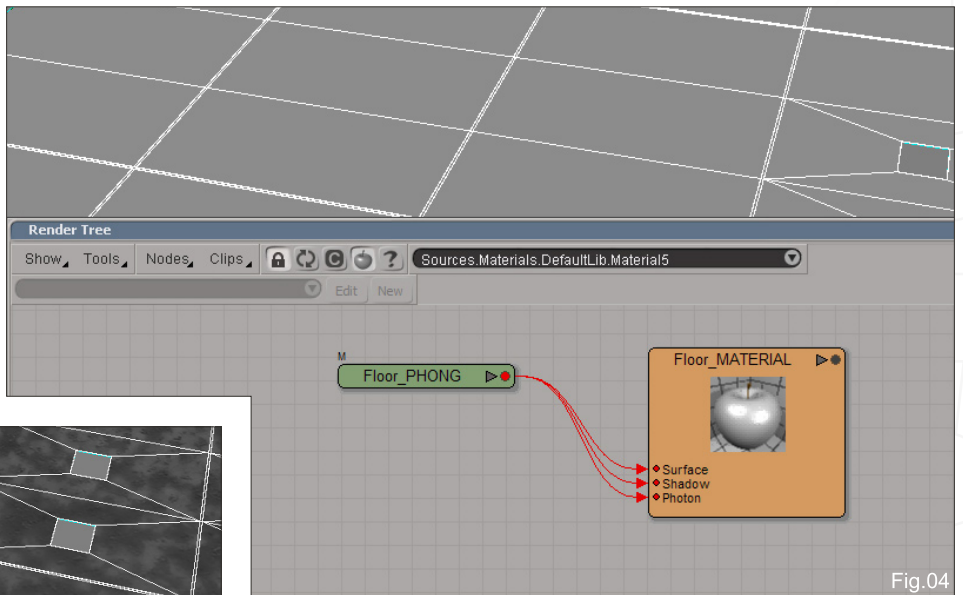 Render Tree
Show Tools Nodes Clips C ? Sources.Materials.DefaultLib.Material5
Edit New
M
Floor_PHONG
Floor_MATERIAL
Surface
Shadow
Photon
Fig.04